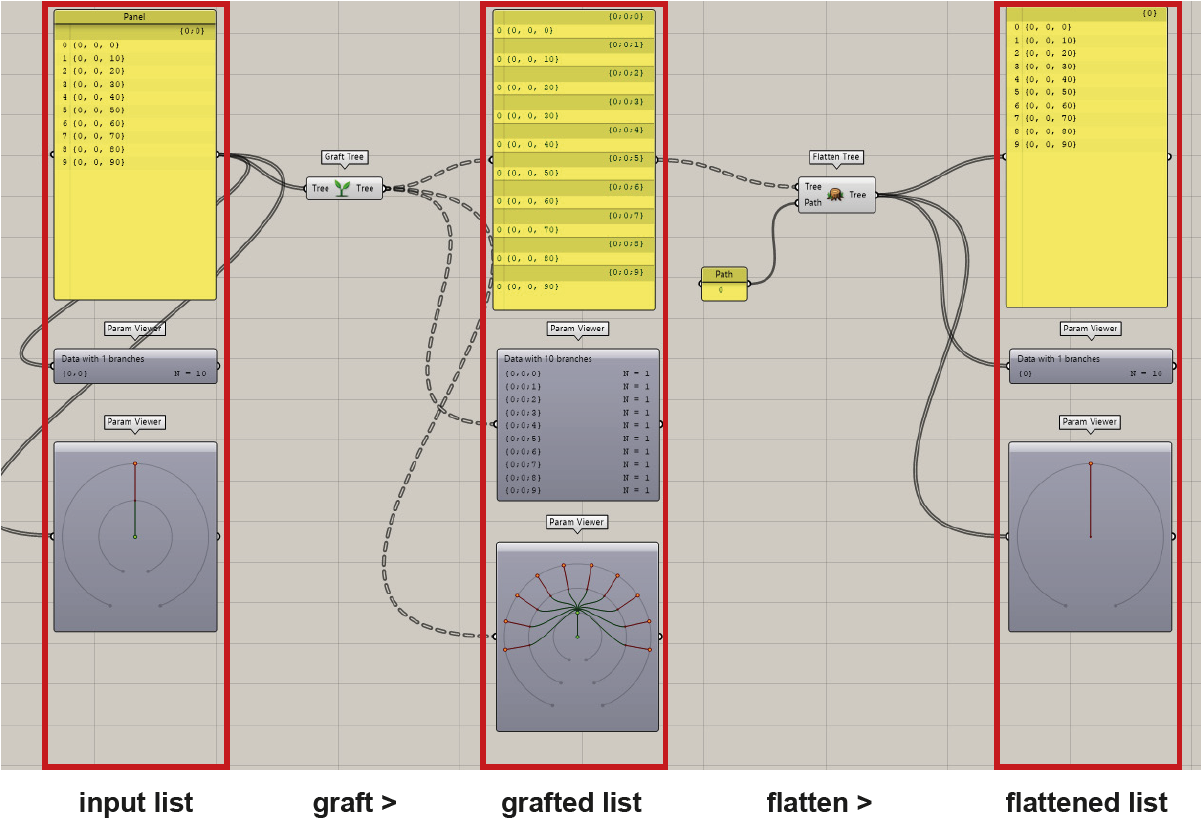 Panel
{0;0}
0 {0, 0, 0}
1 {0, 0, 10}
2 {0, 0, 20}
3 {0, 0, 30}
4 {0, 0, 40}
5 {0, 0, 50}
6 {0, 0, 60}
7 {0, 0, 70}
8 {0, 0, 80}
9 {0, 0, 90}
Param Viewer
Data with 1 branches
{0;0} N = 10
Param Viewer
Graft Tree
Tree Tree
{0;0;0}
0 {0, 0, 0}
{0;0;1}
0 {0, 0, 10}
{0;0;2}
0 {0, 0, 20}
{0;0;3}
0 {0, 0, 30}
{0;0;4}
0 {0, 0, 40}
{0;0;5}
0 {0, 0, 50}
{0;0;6}
0 {0, 0, 60}
{0;0;7}
0 {0, 0, 70}
{0;0;8}
0 {0, 0, 80}
{0;0;9}
0 {0, 0, 90}
Param Viewer
Data with 10 branches
{0;0;0} N = 1
{0;0;1} N = 1
{0;0;2} N = 1
{0;0;3} N = 1
{0;0;4} N = 1
{0;0;5} N = 1
{0;0;6} N = 1
{0;0;7} N = 1
{0;0;8} N = 1
{0;0;9} N = 1
Param Viewer
Flatten Tree
Tree Tree
Path
Path
0
{0}
0 {0, 0, 0}
1 {0, 0, 10}
2 {0, 0, 20}
3 {0, 0, 30}
4 {0, 0, 40}
5 {0, 0, 50}
6 {0, 0, 60}
7 {0, 0, 70}
8 {0, 0, 80}
9 {0, 0, 90}
Param Viewer
Data with 1 branches
{0} N = 10
Param Viewer
input list
graft >
grafted list
flatten >
flattened list